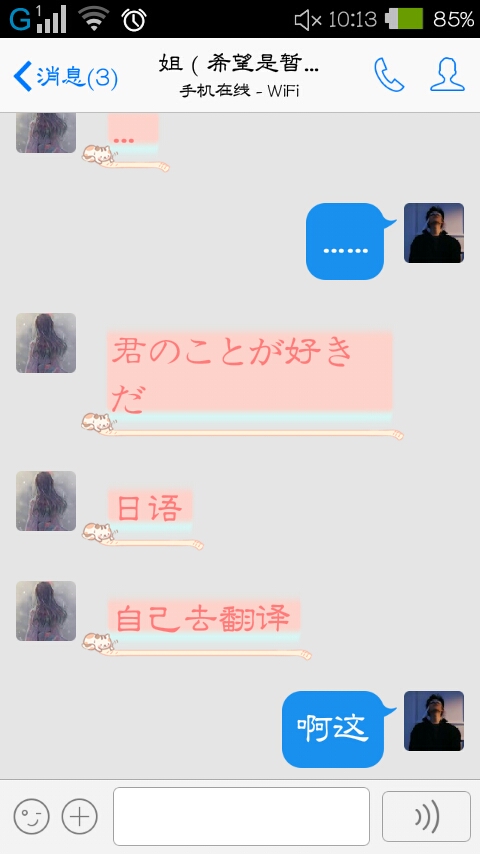 G 1 10:13 85%
消息(3)
姐（希望是暂...
手机在线 - WiFi
...
……
君のことが好き
だ
日语
自己去翻译
啊这